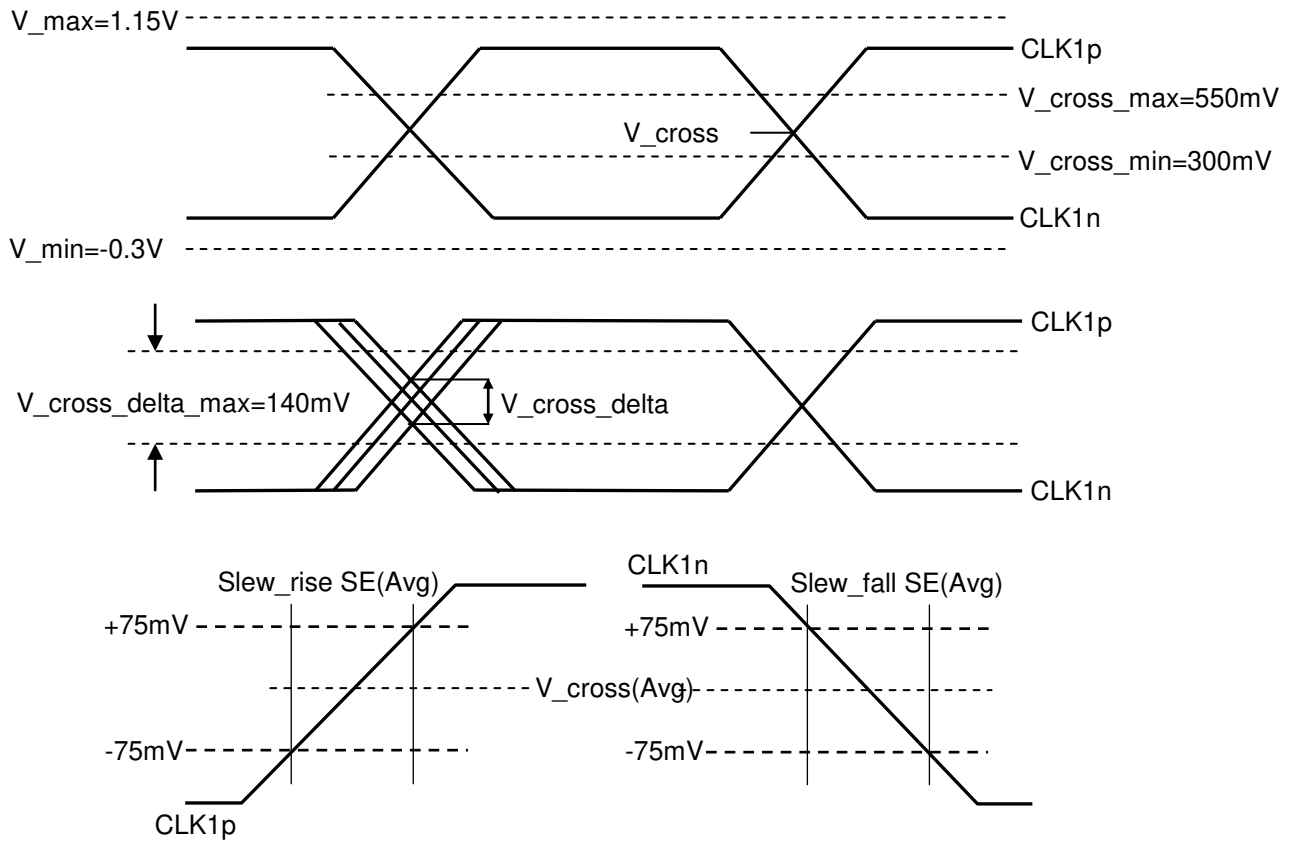 V_max=1.15V
CLK1p
V_cross_max=550mV
V_cross
V_cross_min=300mV
CLK1n
V_min=-0.3V
CLK1p
V_cross_delta_max=140mV
V_cross_delta
CLK1n
CLK1n
Slew_rise SE(Avg)
Slew_fall SE(Avg)
+75mV
+75mV
V_cross(Avg)
-75mV
-75mV
CLK1p